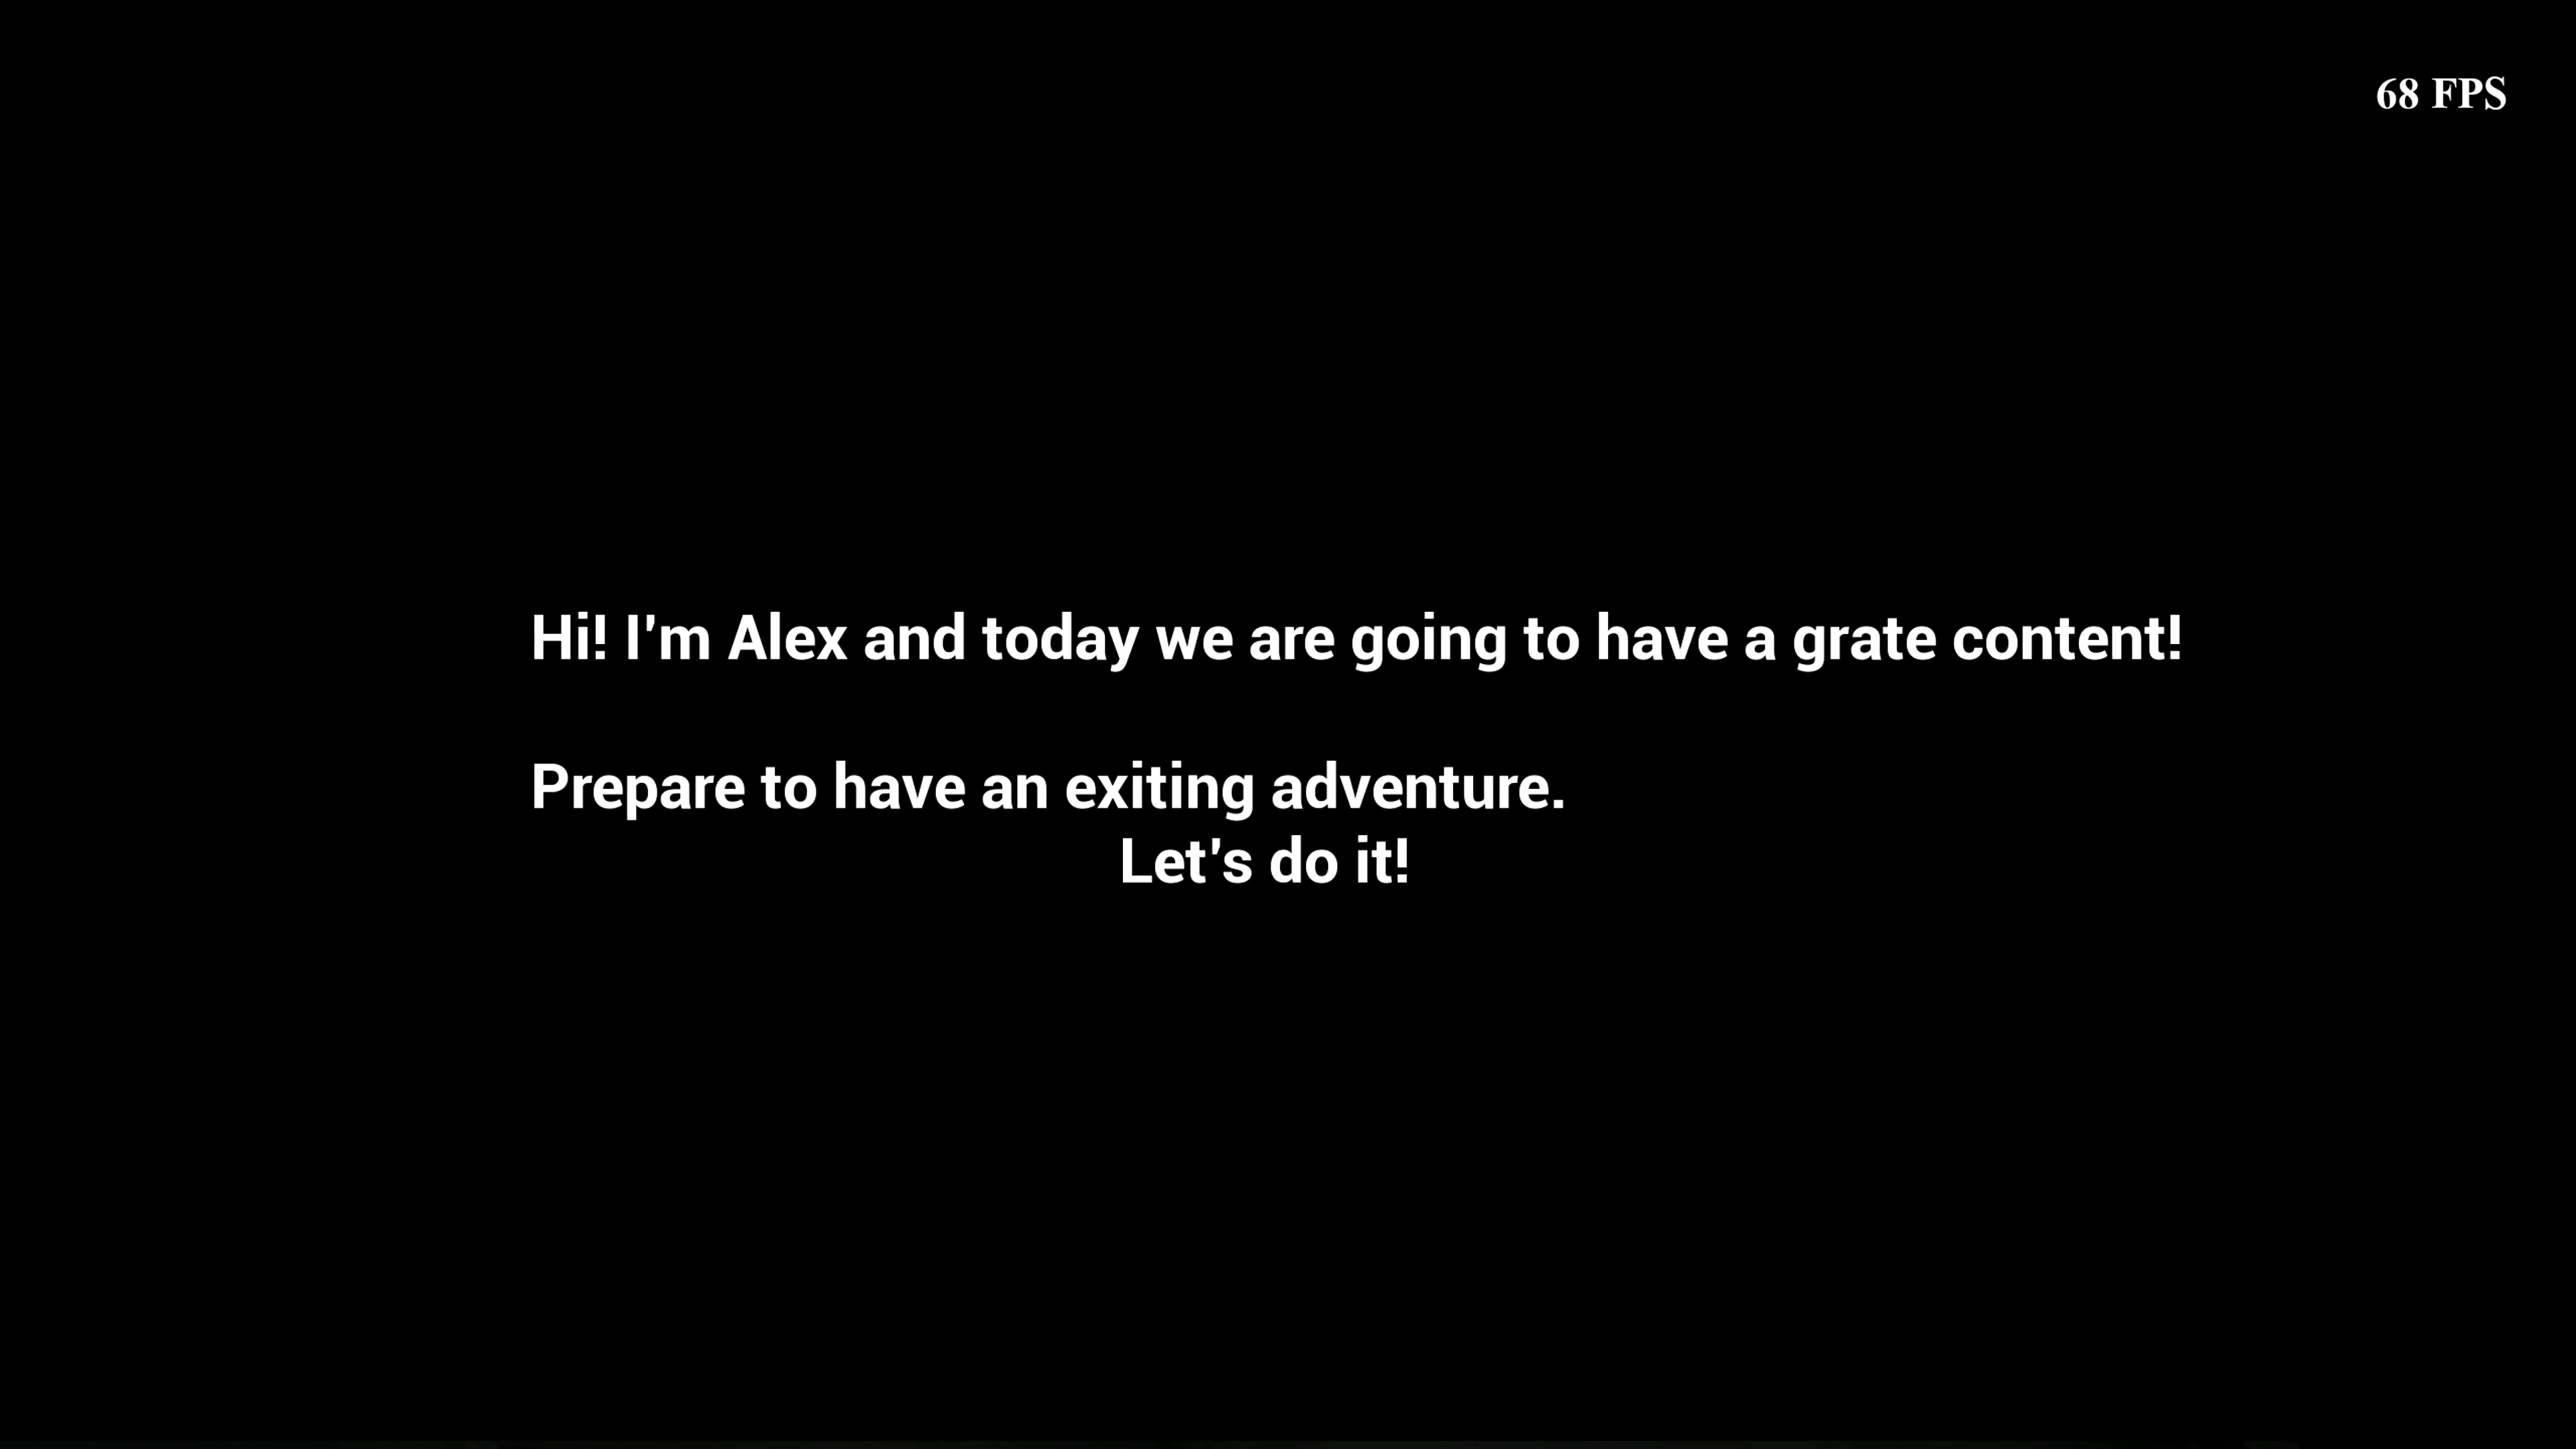 68 FPS
Hi! I'm Alex and today we are going to have a grate content!
Prepare to have an exiting adventure.
Let's do it!